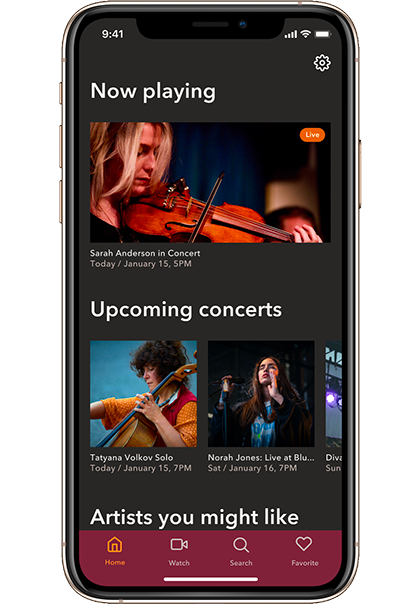 9:41
Now playing
Live
Sarah Anderson in Concert
Today / January 15, 5PM
Upcoming concerts
Tatyana Volkov Solo
Today / January 15, 7PM
Norah Jones: Live at Blu...
Sat / January 16, 7PM
Diva
Sun
Artists you might like
Home
Watch
Search
Favorite